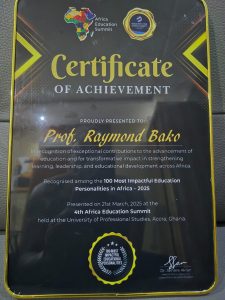 Africa
Education
Summit
Certificate
OF ACHIEVEMENT
PROUDLY PRESENTED TO:
Prof. Raymond Bako
In recognition of exceptional contributions to the advancement of
education and for transformative impact in strengthening
learning, leadership, and educational development across Africa.
Recognised among the 100 Most Impactful Education
Personalities in Africa - 2025
Presented on 21st March, 2025 at the
4th Africa Education Summit
held at the University of Professional Studies, Accra, Ghana.